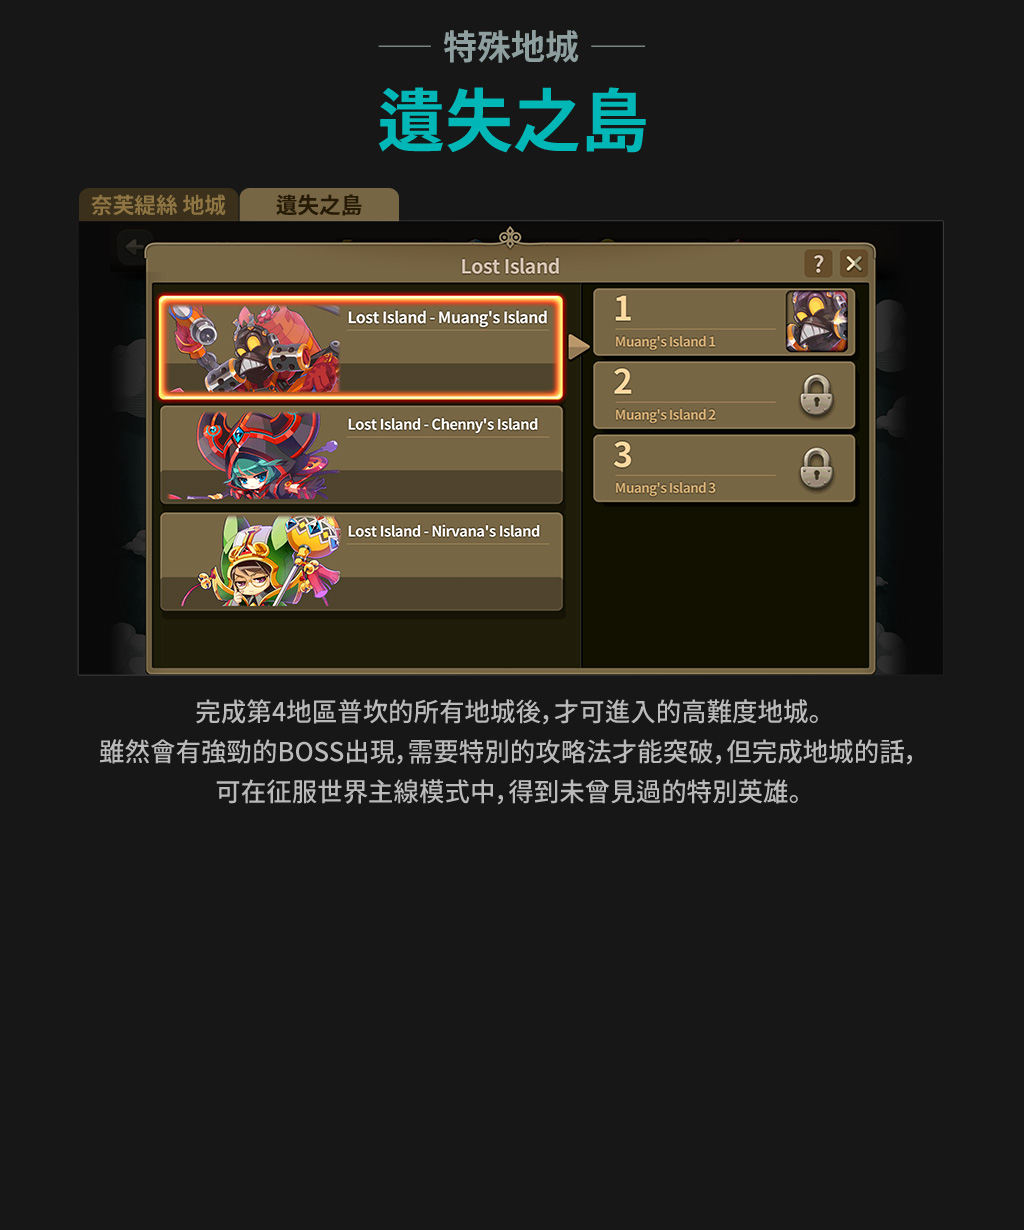 特殊地城
遺失之島
奈芙緹絲 地城
遺失之島
Lost Island
?
Lost Island - Muang's Island
Lost Island - Chenny's Island
Lost Island - Nirvana's Island
1
Muang's Island 1
2
Muang's Island 2
3
Muang's Island 3
完成第4地區普坎的所有地城後, 才可進入的高難度地城。
雖然會有強勁的BOSS出現, 需要特別的攻略法才能突破, 但完成地城的話,
可在征服世界主線模式中, 得到未曾見過的特別英雄。